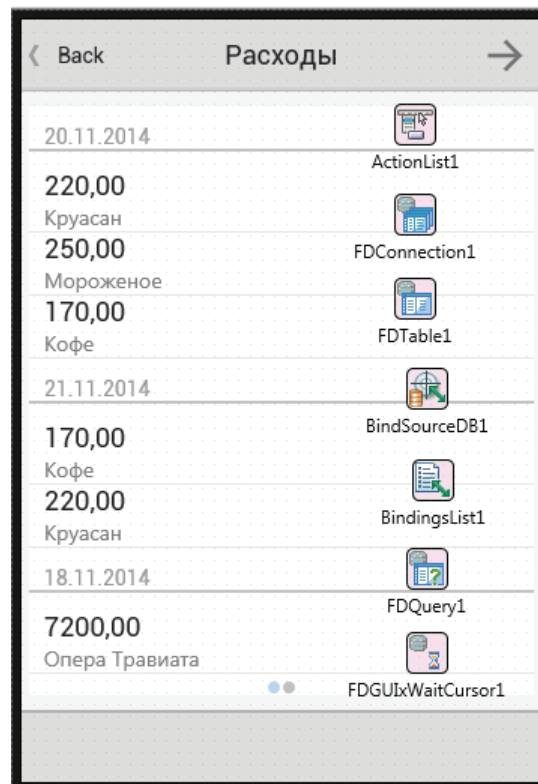 Back Расходы
20.11.2014
ActionList1
220,00
Круасан
FDConnection1
250,00
Мороженое
170,00
FDTable1
Кофе
21.11.2014
BindSourceDB1
170,00
Кофе
220,00
BindingsList1
Круасан
18.11.2014
FDQuery1
7200,00
Опера Травиата
FDGUIxWaitCursor1